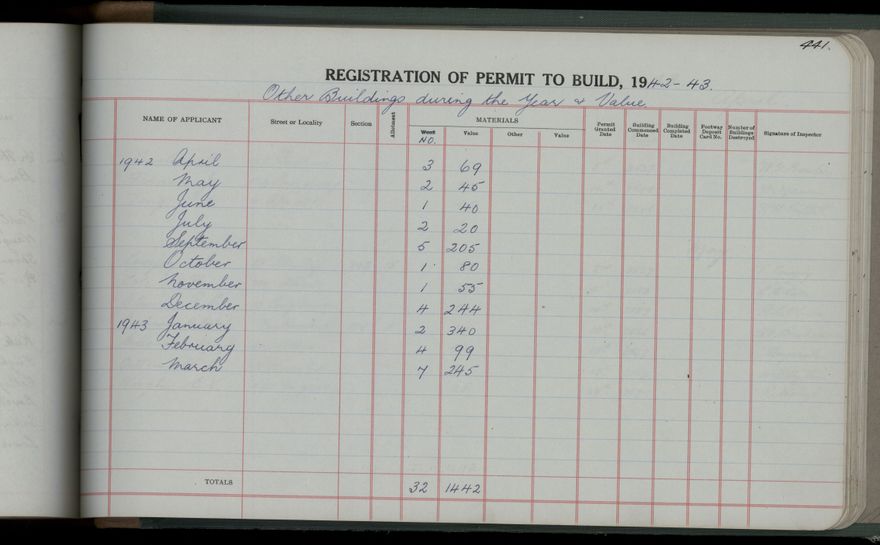 441.
REGISTRATION OF PERMIT TO BUILD, 1942-43.
Other Buildings during the Year & Value.
NAME OF APPLICANT Street or Locality Section Allotment MATERIALS Permit Granted Date Building Commenced Date Building Completed Date Footway Deposit Card No. Number of Buildings Destroyed Signature of Inspector
Wood Value Other Value
NO.
1942 April 3 69
May 2 45
June 1 40
July 2 20
September 5 205
October 1 80
November 1 55
December 4 244
1943 January 2 340
February 4 99
March 7 245
TOTALS 32 1442